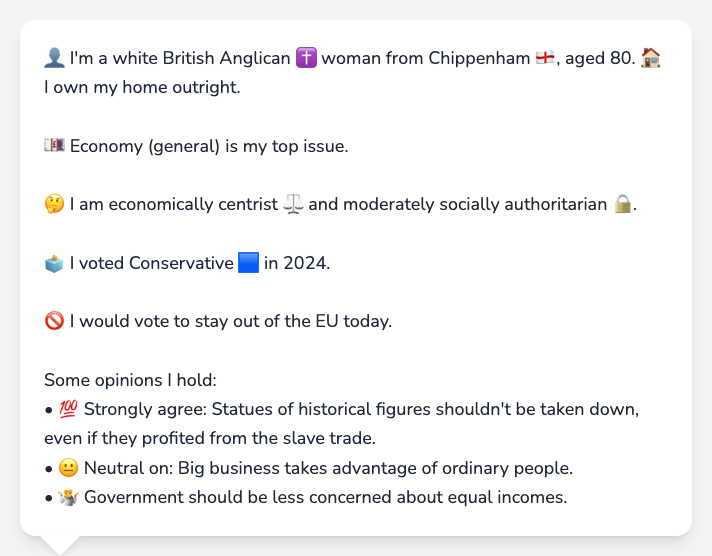 👤 I'm a white British Anglican ✝️ woman from Chippenham 🏴󠁧󠁢󠁥󠁮󠁧󠁿, aged 80. 🏠
I own my home outright.
💷 Economy (general) is my top issue.
🤔 I am economically centrist ⚖️ and moderately socially authoritarian 🔒.
🗳️ I voted Conservative 🟦 in 2024.
🚫 I would vote to stay out of the EU today.
Some opinions I hold:
• 💯 Strongly agree: Statues of historical figures shouldn't be taken down,
even if they profited from the slave trade.
• 😐 Neutral on: Big business takes advantage of ordinary people.
• 🤷 Government should be less concerned about equal incomes.